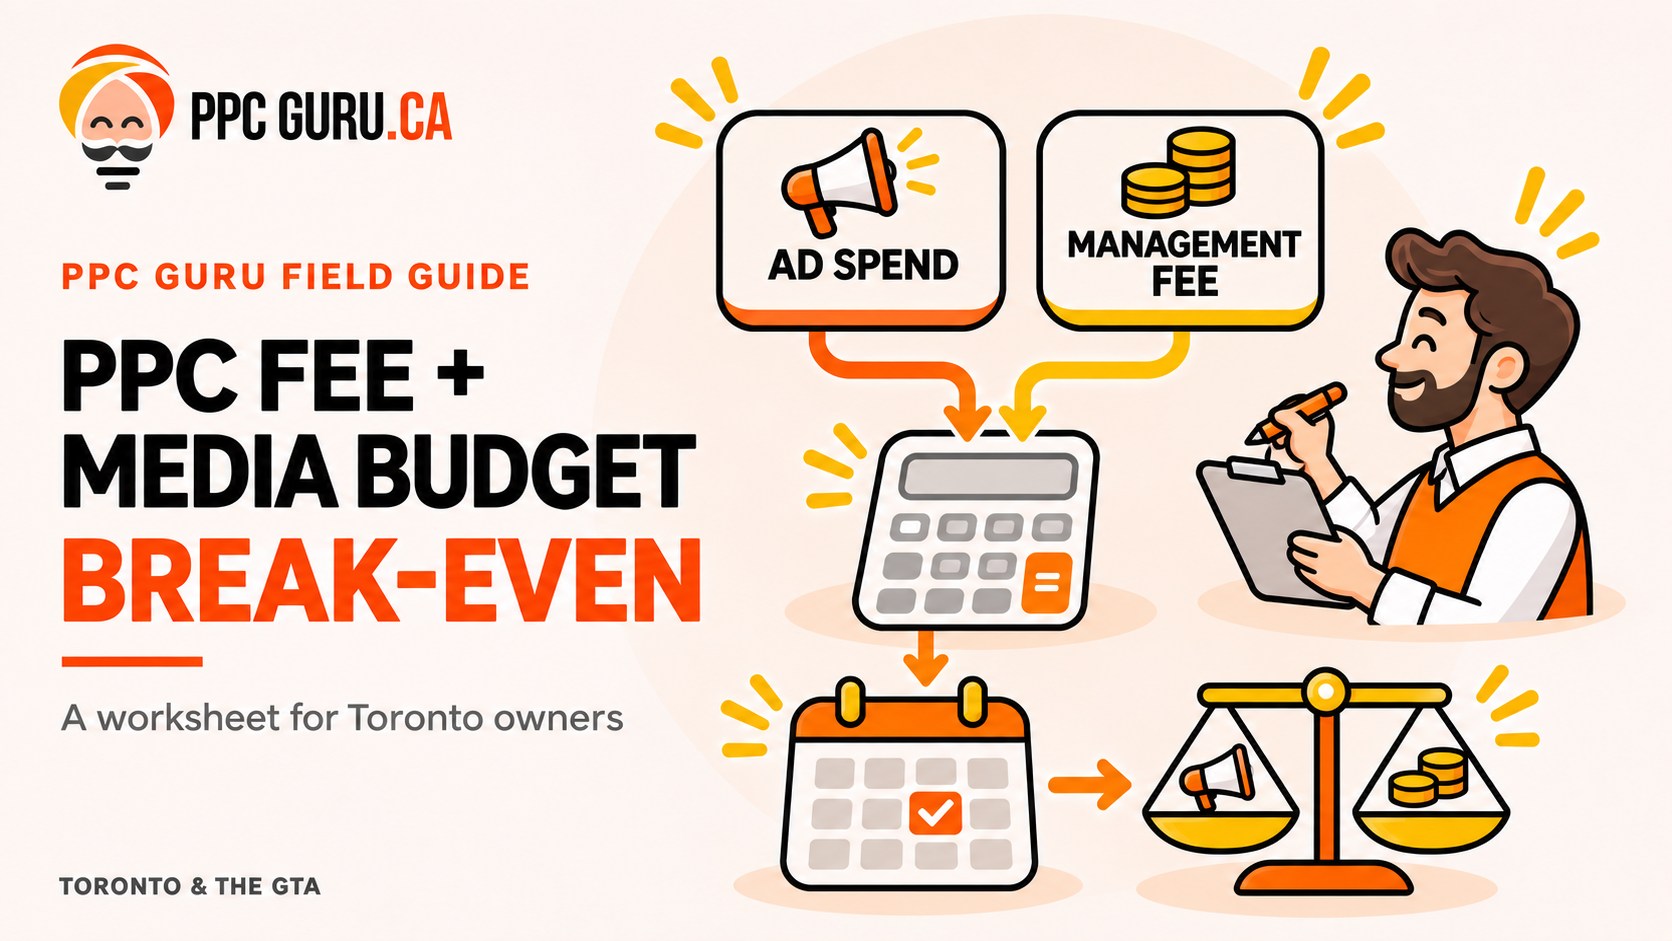 PPC GURU.CA
PPC GURU FIELD GUIDE
PPC FEE +
MEDIA BUDGET
BREAK-EVEN
A worksheet for Toronto owners
TORONTO & THE GTA
AD SPEND
MANAGEMENT
FEE